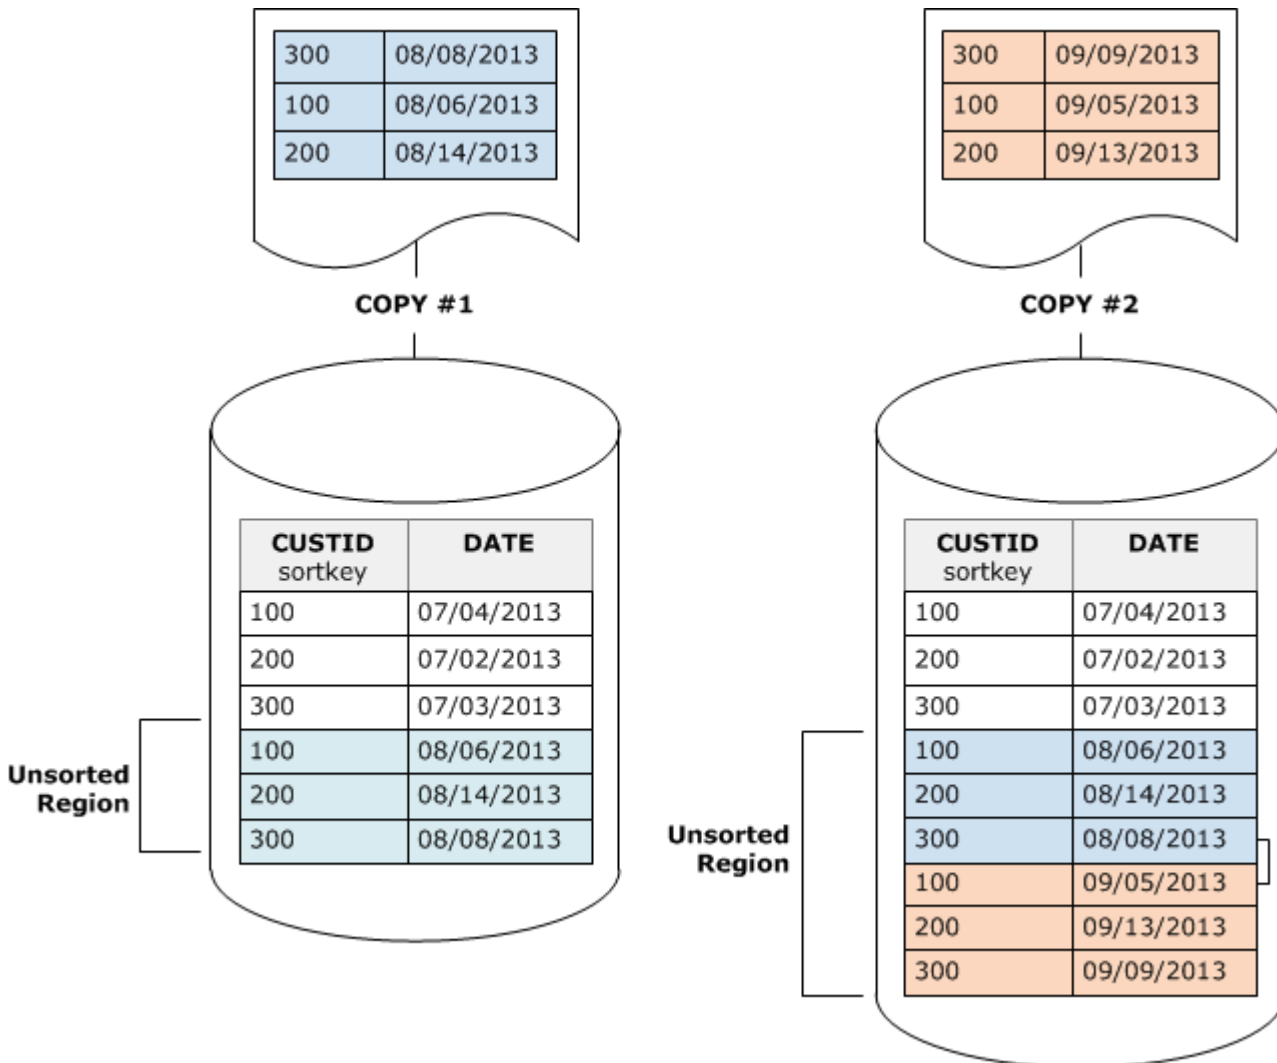 300 08/08/2013
100 08/06/2013
200 08/14/2013
COPY #1
CUSTID DATE
sortkey
100 07/04/2013
200 07/02/2013
300 07/03/2013
100 08/06/2013
200 08/14/2013
300 08/08/2013
Unsorted
Region
300 09/09/2013
100 09/05/2013
200 09/13/2013
COPY #2
CUSTID DATE
sortkey
100 07/04/2013
200 07/02/2013
300 07/03/2013
100 08/06/2013
200 08/14/2013
300 08/08/2013
100 09/05/2013
200 09/13/2013
300 09/09/2013
Unsorted
Region